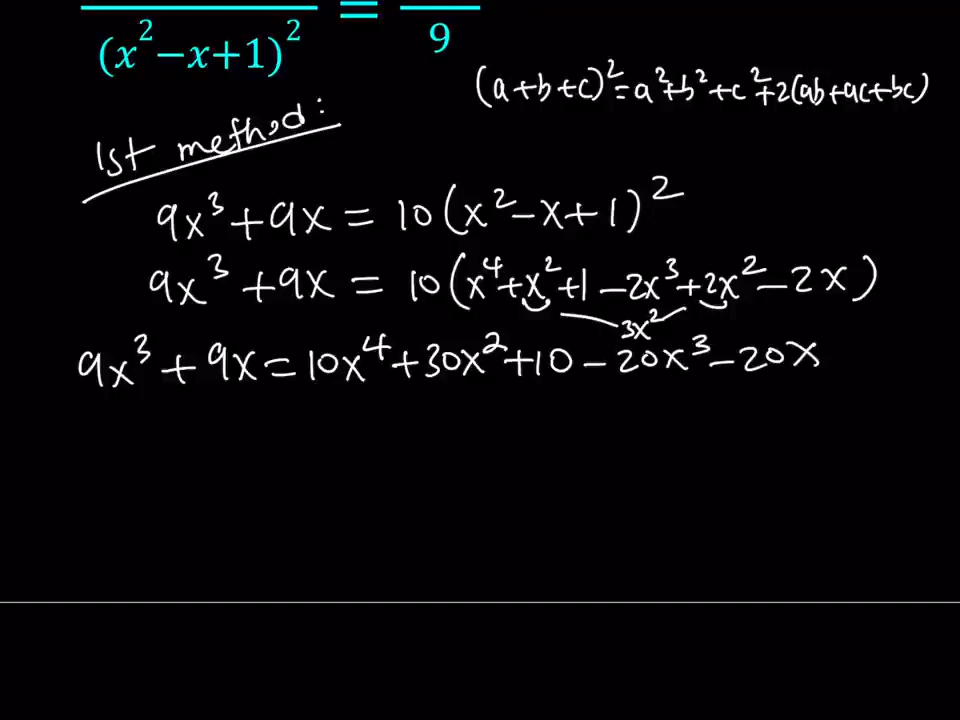 (x²−x+1)² = 9
(a+b+c)²=a²+b²+c²+2(ab+ac+bc)
1st method:
9x³+9x=10(x²−x+1)²
9x³+9x=10(x⁴+x²+1−2x³+2x²−2x)
3x²
9x³+9x=10x⁴+30x²+10−20x³−20x